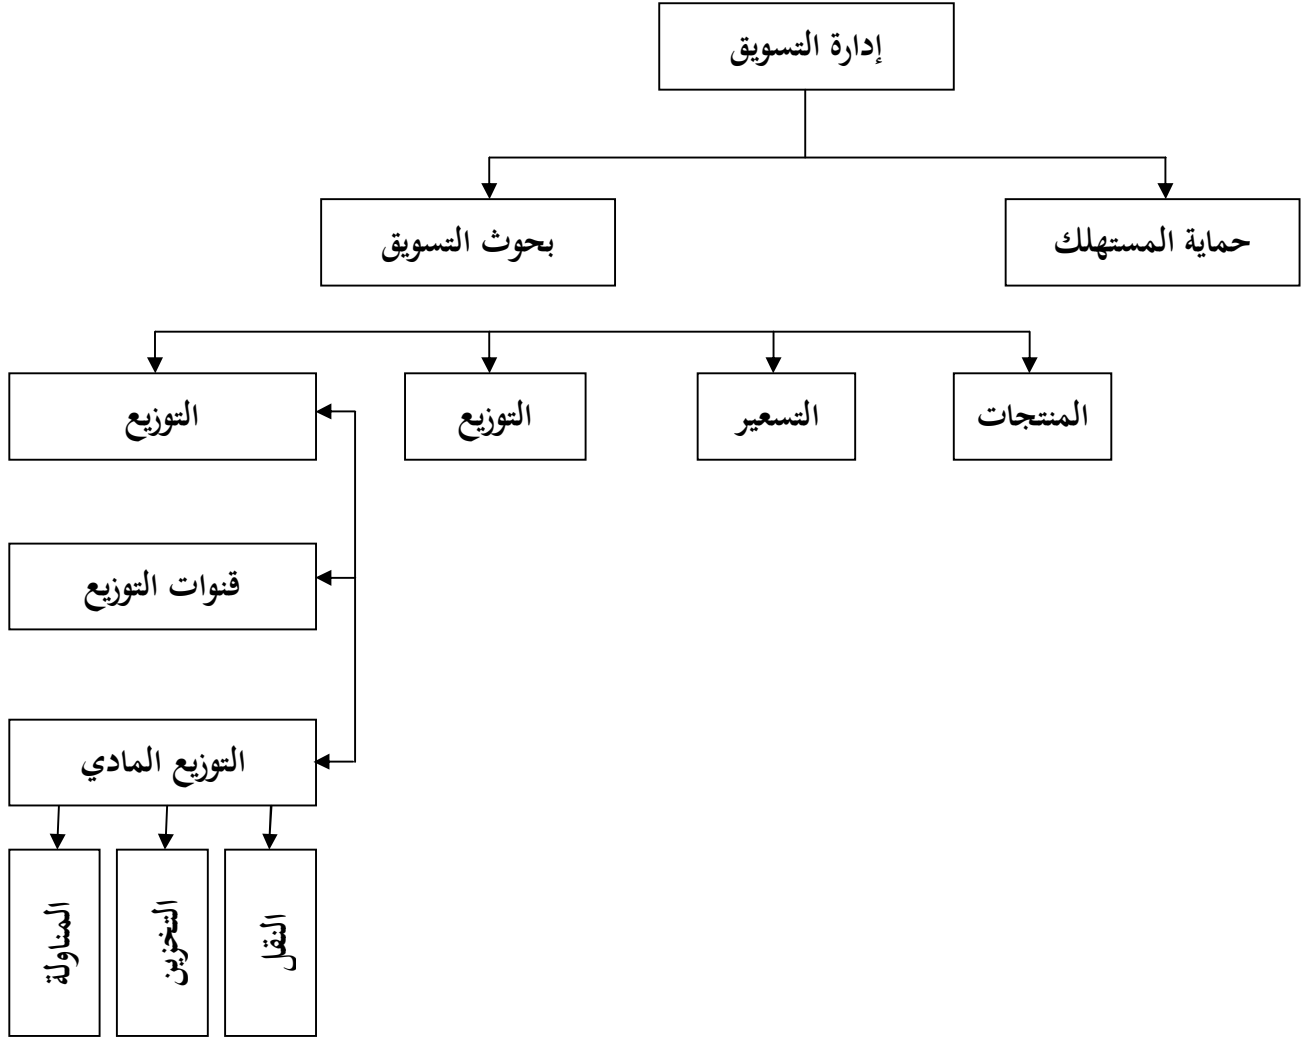 إدارة التسويق
حماية المستهلك
بحوث التسويق
المنتجات
التسعير
التوزيع
التوزيع
قنوات التوزيع
التوزيع المادي
النقل
التخزين
المناولة